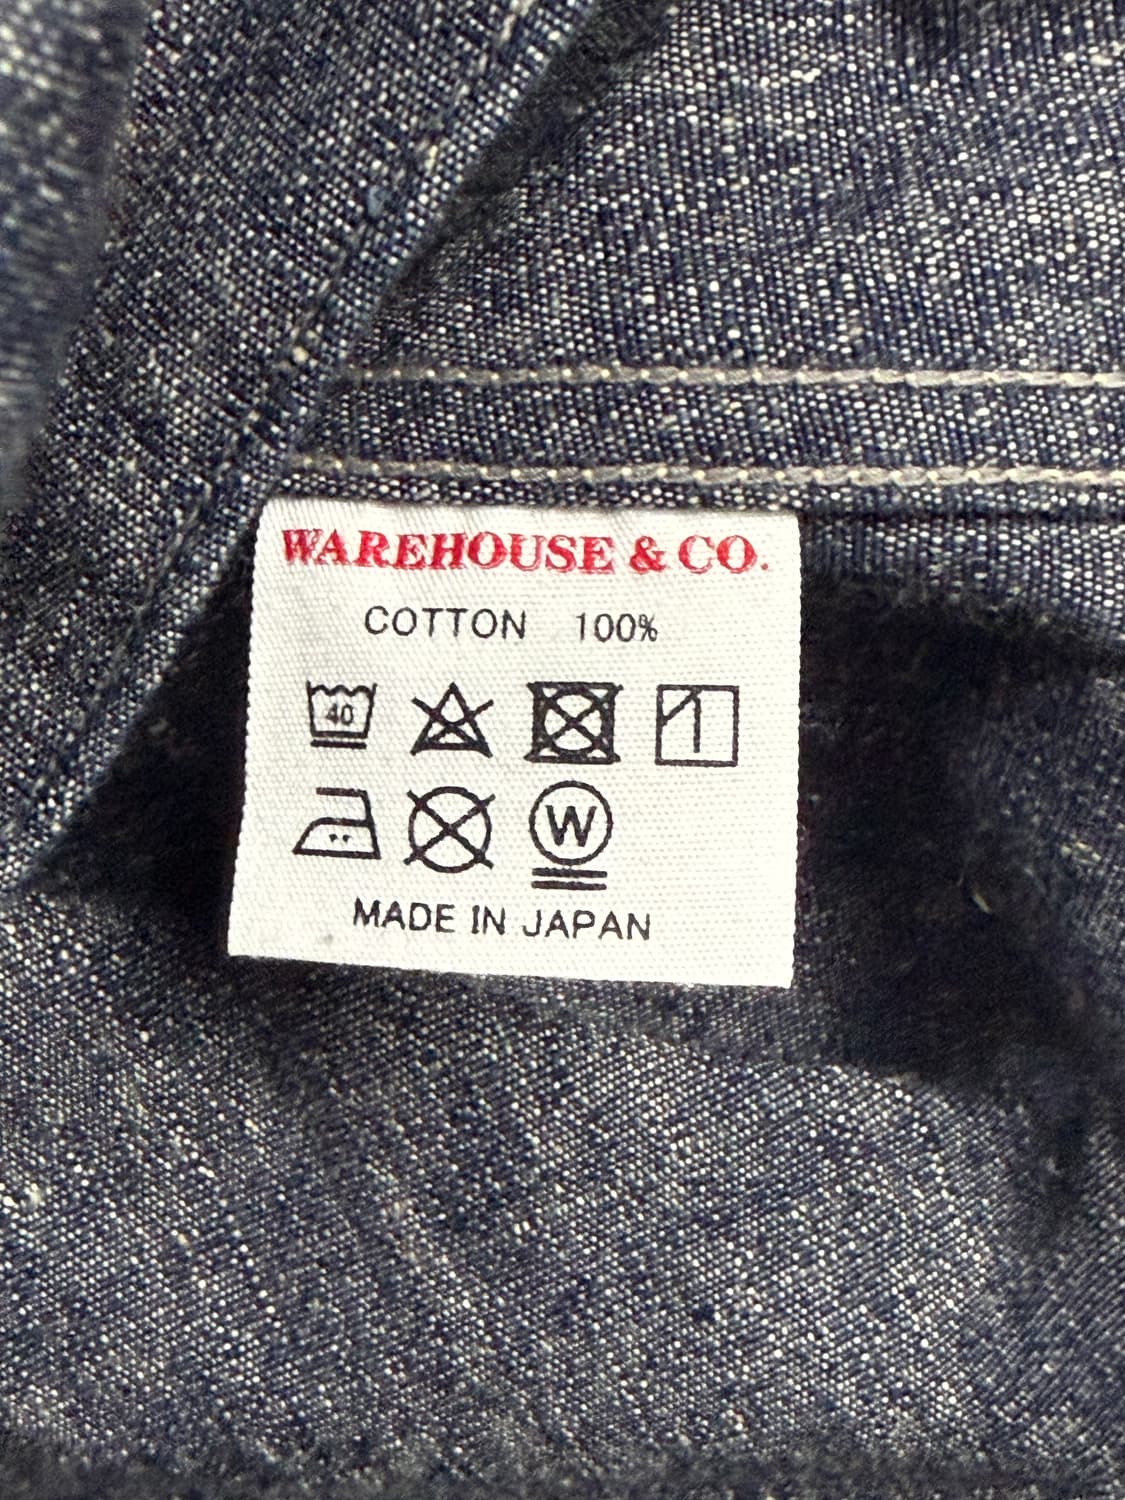 WAREHOUSE & CO.
COTTON 100%
40
W
MADE IN JAPAN